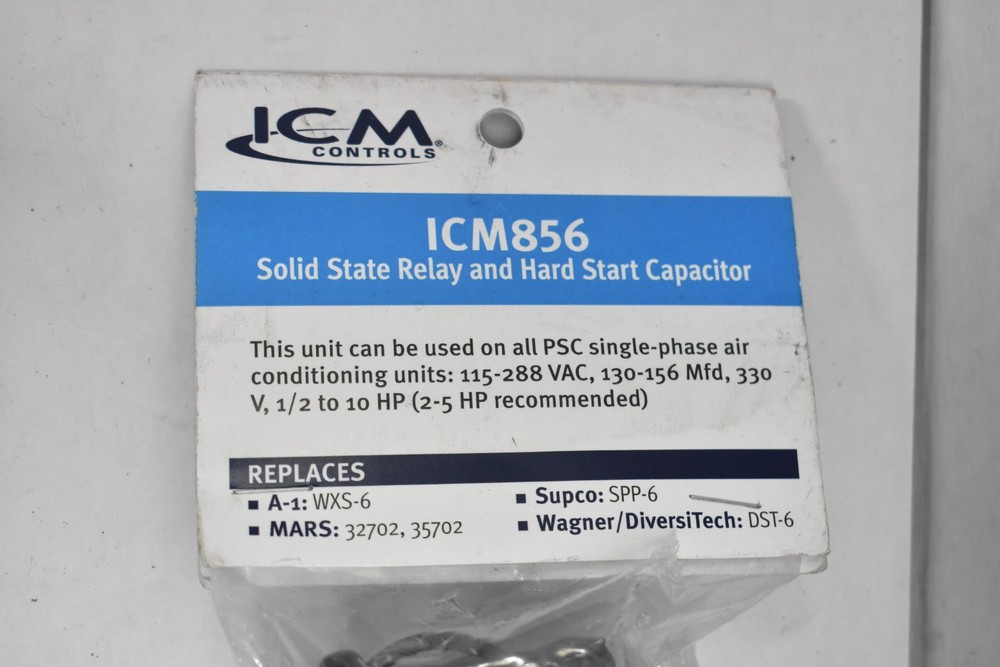 ICM®
CONTROLS
ICM856
Solid State Relay and Hard Start Capacitor
This unit can be used on all PSC single-phase air
conditioning units: 115-288 VAC, 130-156 Mfd, 330
V, 1/2 to 10 HP (2-5 HP recommended)
REPLACES
▪ A-1: WXS-6
▪ MARS: 32702, 35702
▪ Supco: SPP-6
▪ Wagner/DiversiTech: DST-6